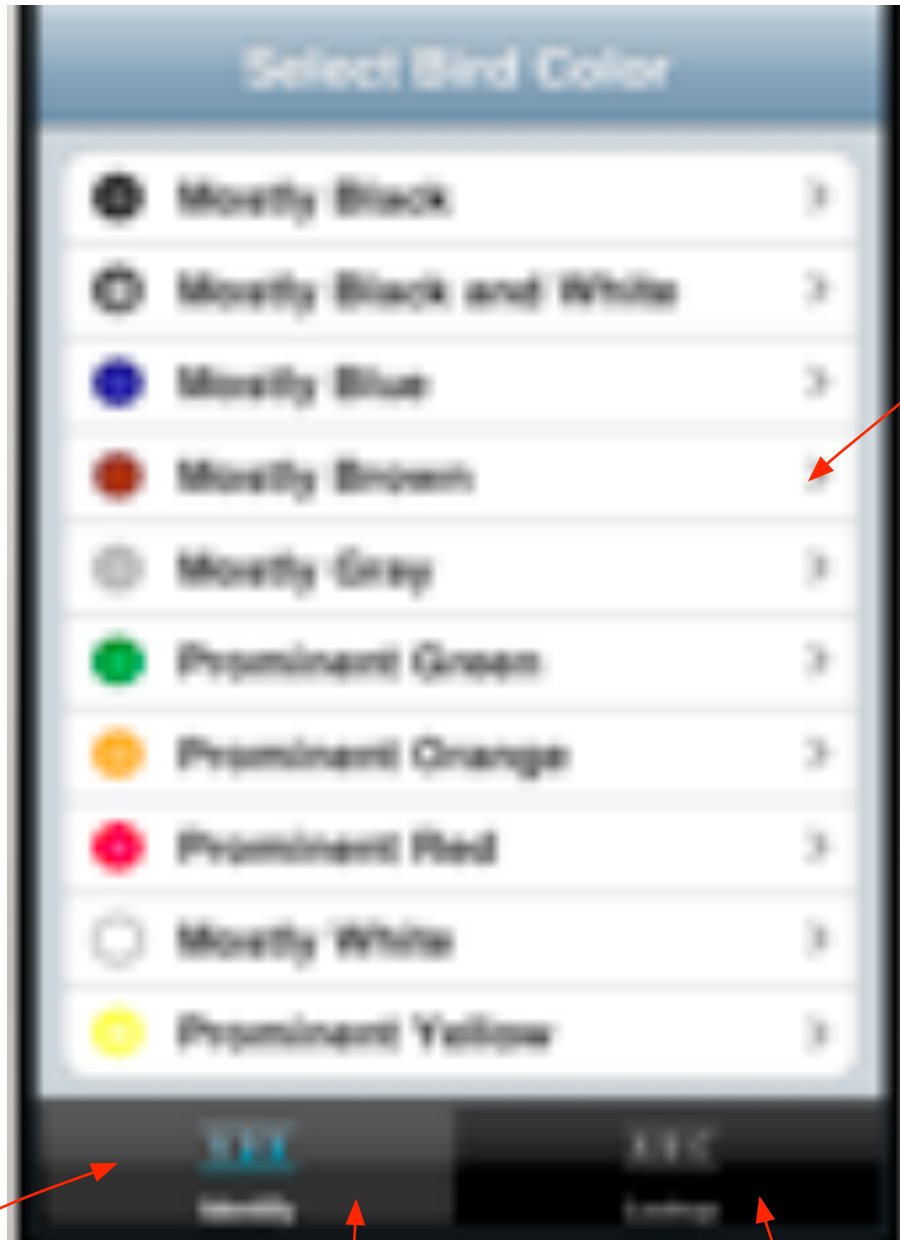 Select Bird Color
Mostly Black
Mostly Black and White
Mostly Blue
Mostly Brown
Mostly Gray
Prominent Green
Prominent Orange
Prominent Red
Mostly White
Prominent Yellow
Identify
Lookup